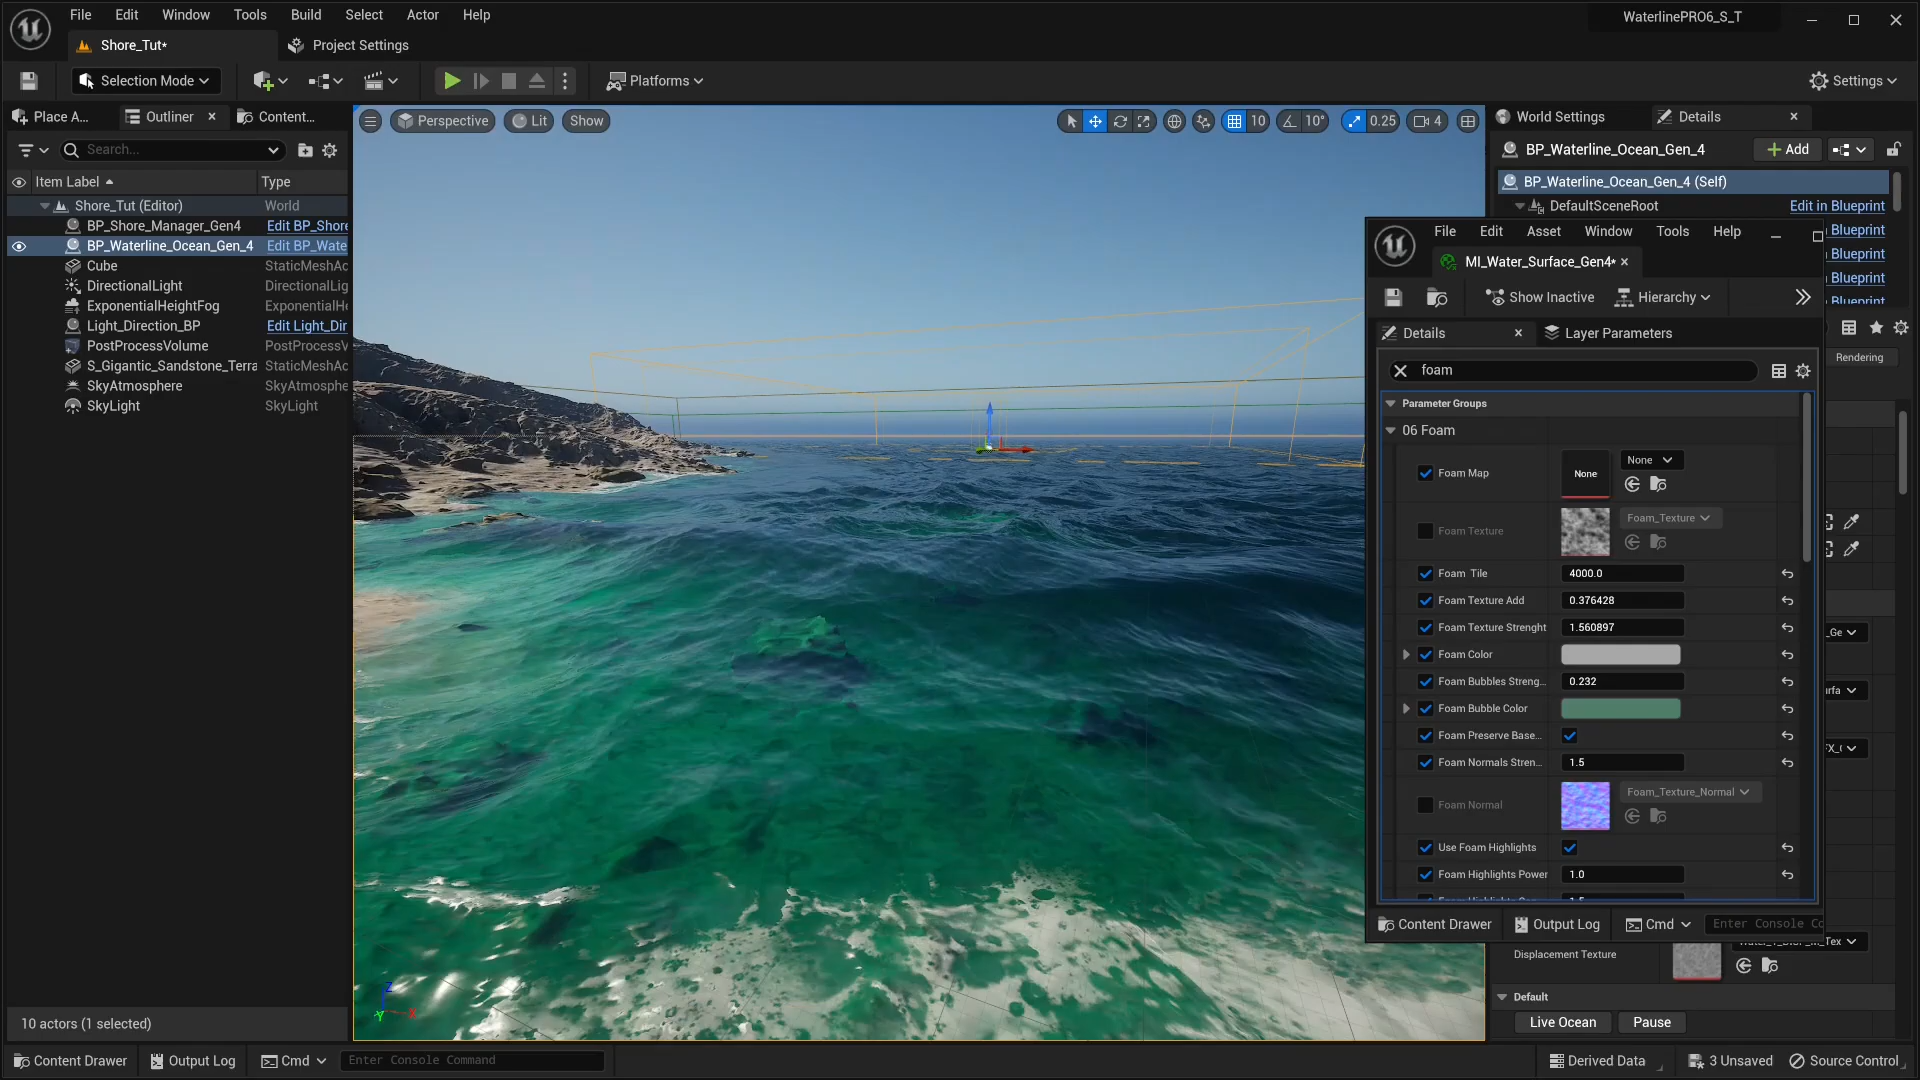 File Edit Window Tools Build Select Actor Help
WaterlinePRO6_S_T
Shore_Tut*
Project Settings
Selection Mode
Platforms
Settings
Place A...
Outliner
Content...
Perspective
Lit
Show
10
10°
0.25
4
World Settings
Details
Search...
BP_Waterline_Ocean_Gen_4
Add
Item Label
Type
BP_Waterline_Ocean_Gen_4 (Self)
Shore_Tut (Editor) World
DefaultSceneRoot Edit in Blueprint
BP_Shore_Manager_Gen4 Edit BP_Shore
BP_Waterline_Ocean_Gen_4 Edit BP_Wate
Cube StaticMeshAc
DirectionalLight DirectionalLig
ExponentialHeightFog ExponentialHe
Light_Direction_BP Edit Light_Dir
PostProcessVolume PostProcessV
S_Gigantic_Sandstone_Terra StaticMeshAc
SkyAtmosphere SkyAtmosphe
SkyLight SkyLight
File Edit Asset Window Tools Help
Blueprint
Blueprint
Blueprint
Blueprint
MI_Water_Surface_Gen4*
Show Inactive
Hierarchy
Details
Layer Parameters
Rendering
foam
Parameter Groups
06 Foam
Foam Map
None
None
Foam Texture
Foam_Texture
Foam Tile 4000.0
Foam Texture Add 0.376428
Foam Texture Strenght 1.560897
Foam Color
Foam Bubbles Streng... 0.232
Foam Bubble Color
Foam Preserve Base...
Foam Normals Stren... 1.5
Foam Normal
Foam_Texture_Normal
Use Foam Highlights
Foam Highlights Power 1.0
_Ge
urfa
Content Drawer
Output Log
Cmd
Enter Console Co
Displacement Texture
Default
Live Ocean
Pause
10 actors (1 selected)
Z
Y
X
Content Drawer
Output Log
Cmd
Enter Console Command
Derived Data
3 Unsaved
Source Control